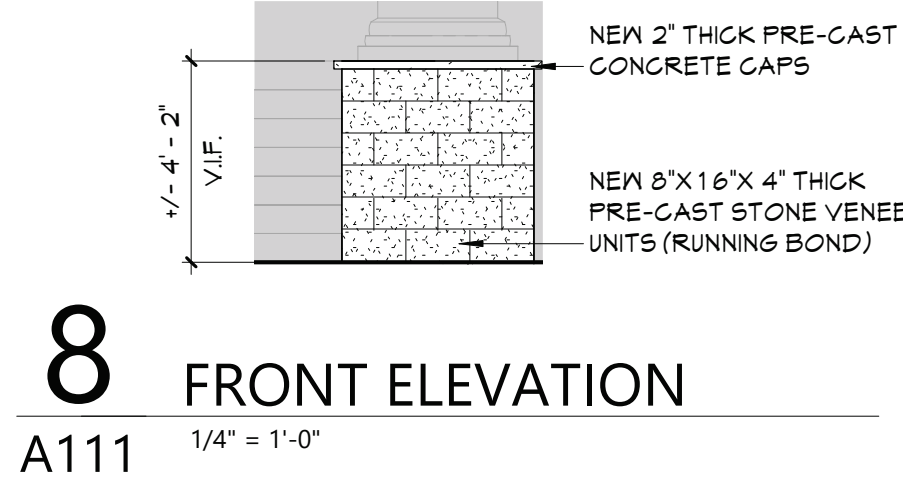 NEW 2" THICK PRE-CAST
CONCRETE CAPS
+/- 4' - 2"
V.I.F.
NEW 8"X16"X 4" THICK
PRE-CAST STONE VENEE
UNITS (RUNNING BOND)
8
FRONT ELEVATION
A111
1/4" = 1'-0"